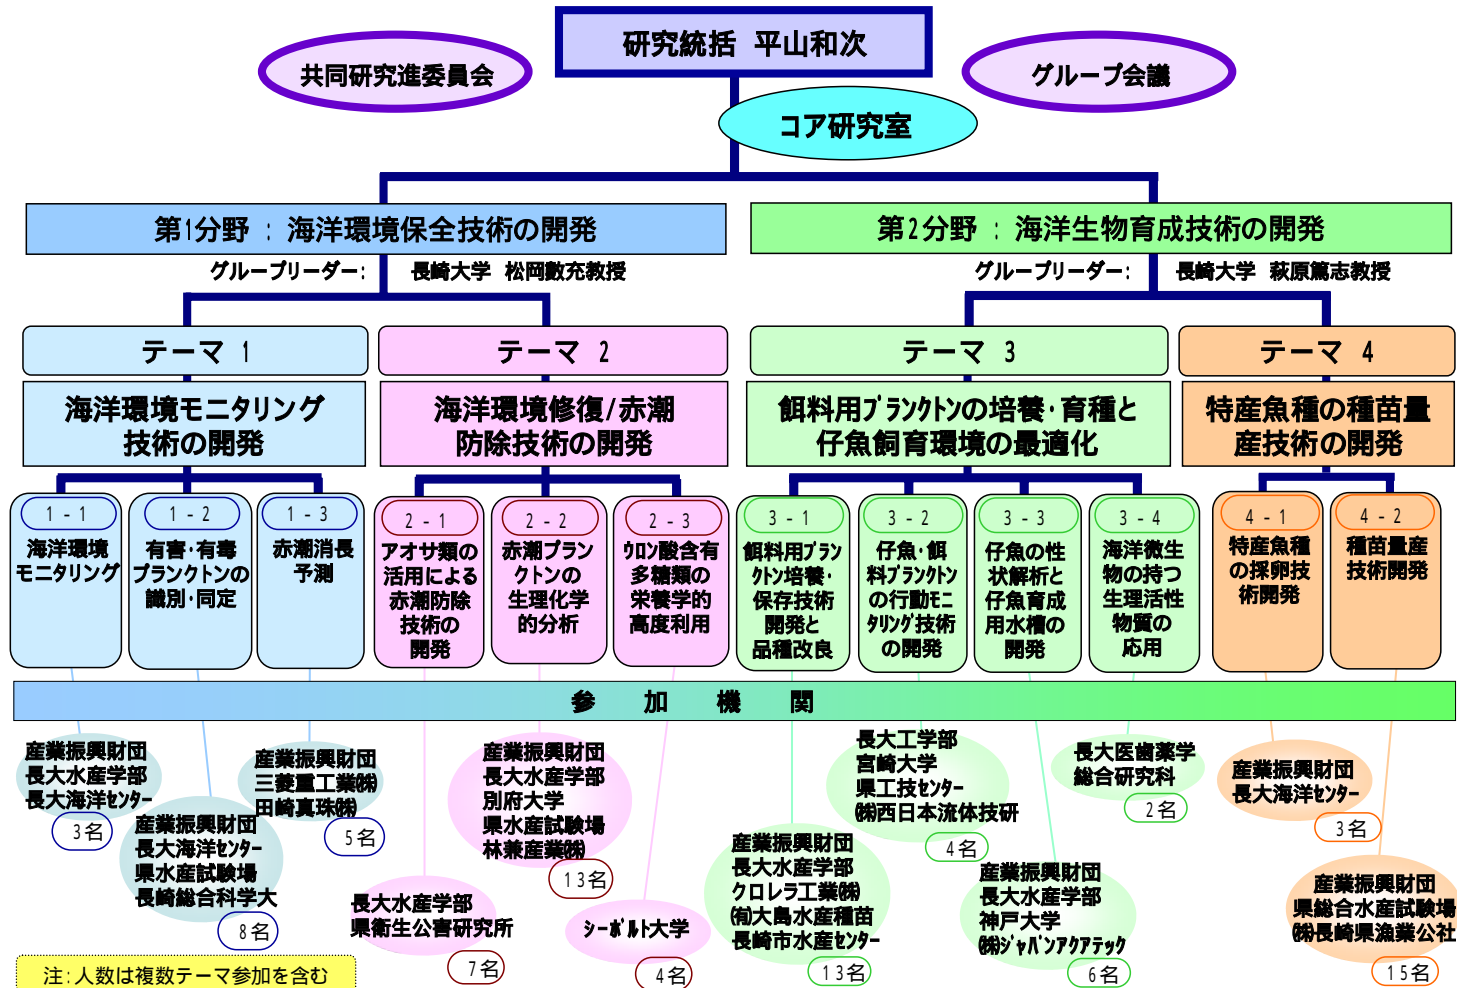 研究統括 平山和次
共同研究進委員会
グループ会議
コア研究室
第1分野 : 海洋環境保全技術の開発
第2分野 : 海洋生物育成技術の開発
グループリーダー: 長崎大学 松岡數充教授
グループリーダー: 長崎大学 萩原篤志教授
テーマ 1
テーマ 2
テーマ 3
テーマ 4
海洋環境モニタリング
技術の開発
海洋環境修復/赤潮
防除技術の開発
餌料用プランクトンの培養・育種と
仔魚飼育環境の最適化
特産魚種の種苗量
産技術の開発
1 - 1
海洋環境
モニタリング
1 - 2
有害・有毒
プランクトンの
識別・同定
1 - 3
赤潮消長
予測
2 - 1
アオサ類の
活用による
赤潮防除
技術の
開発
2 - 2
赤潮プラン
クトンの
生理化学
的分析
2 - 3
ウロン酸含有
多糖類の
栄養学的
高度利用
3 - 1
餌料用プラン
クトン培養・
保存技術
開発と
品種改良
3 - 2
仔魚・餌
料プランクトン
の行動モニ
タリング技術
の開発
3 - 3
仔魚の性
状解析と
仔魚育成
用水槽の
開発
3 - 4
海洋微生
物の持つ
生理活性
物質の
応用
4 - 1
特産魚種
の採卵技
術開発
4 - 2
種苗量産
技術開発
参 加 機 関
産業振興財団
長大水産学部
長大海洋センター
3名
産業振興財団
長大海洋センター
県水産試験場
長崎総合科学大
8名
産業振興財団
三菱重工業㈱
田崎真珠㈱
5名
長大水産学部
県衛生公害研究所
7名
産業振興財団
長大水産学部
別府大学
県水産試験場
林兼産業㈱
13名
シーボルト大学
4名
産業振興財団
長大水産学部
クロレラ工業㈱
㈲大島水産種苗
長崎市水産センター
13名
長大工学部
宮崎大学
県工技センター
㈱西日本流体技研
4名
産業振興財団
長大水産学部
神戸大学
㈱ジャパンアクアテック
6名
長大医歯薬学
総合研究科
2名
産業振興財団
長大海洋センター
3名
産業振興財団
県総合水産試験場
㈱長崎県漁業公社
15名
注:人数は複数テーマ参加を含む